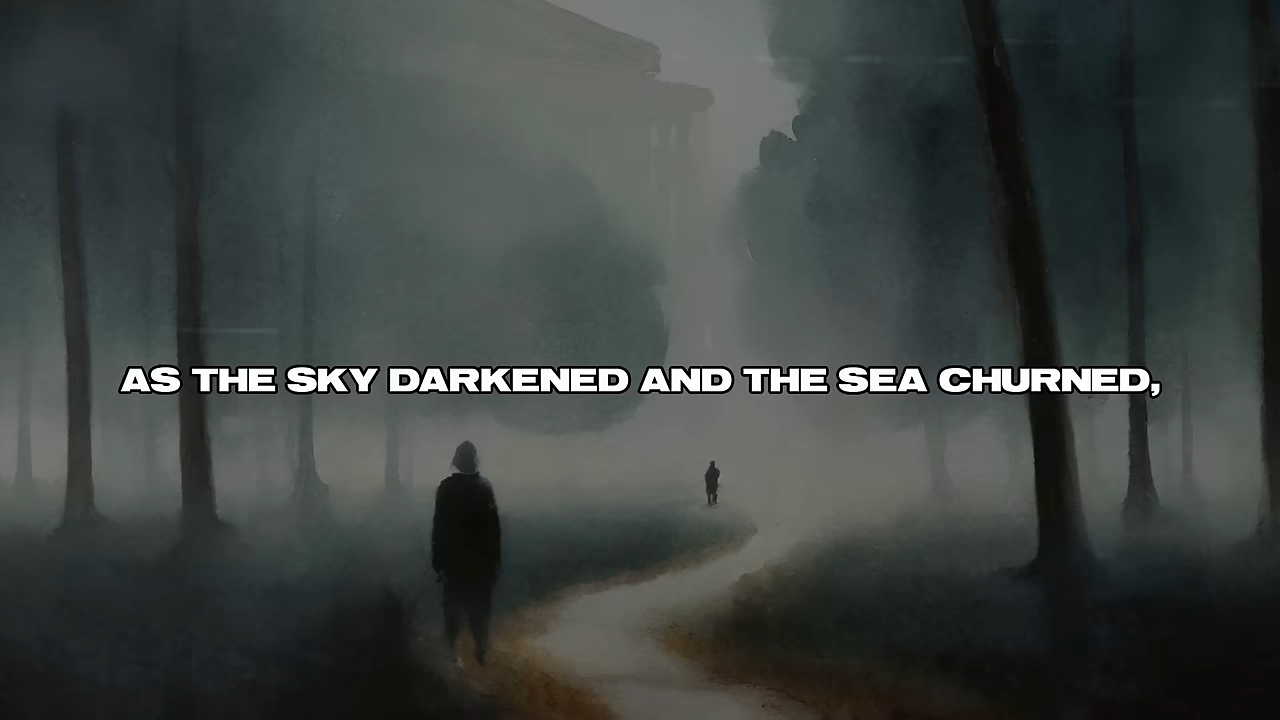 AS THE SKY DARKENED AND THE SEA CHURNED,